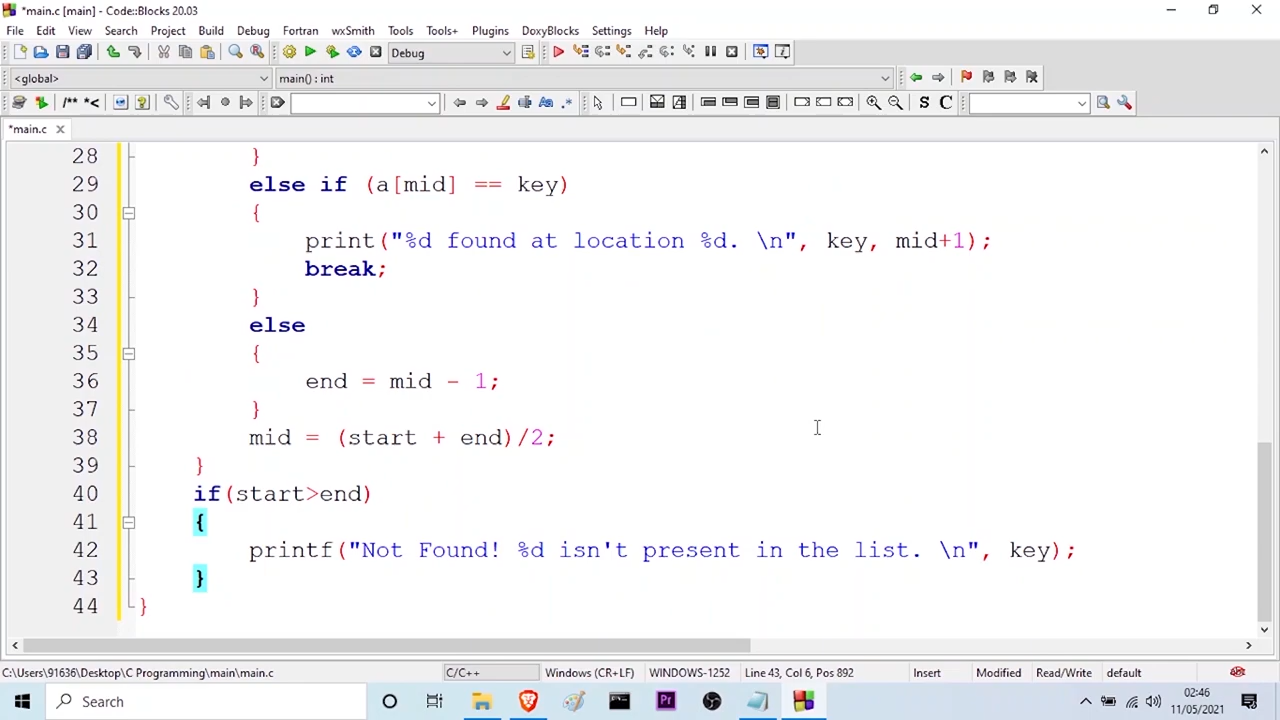 *main.c [main] - Code::Blocks 20.03
File Edit View Search Project Build Debug Fortran wxSmith Tools Tools+ Plugins DoxyBlocks Settings Help
Debug
<global> main() : int
/** *< S C
*main.c
28 }
29 else if (a[mid] == key)
30 {
31 print("%d found at location %d. \n", key, mid+1);
32 break;
33 }
34 else
35 {
36 end = mid - 1;
37 }
38 mid = (start + end)/2;
39 }
40 if(start>end)
41 {
42 printf("Not Found! %d isn't present in the list. \n", key);
43 }
44 }
C:\Users\91636\Desktop\C Programming\main\main.c C/C++ Windows (CR+LF) WINDOWS-1252 Line 43, Col 6, Pos 892 Insert Modified Read/Write default
Search Pr 02:46
11/05/2021